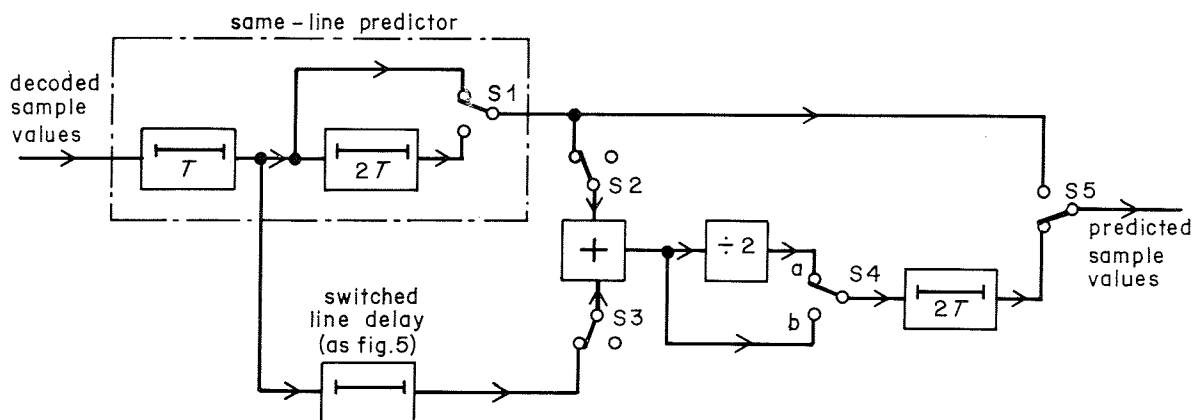 same-line predictor
decoded
sample
values
T
2T
S1
S2
+
÷2
a
S4
b
2T
S5
predicted
sample
values
switched
line delay
(as fig.5)
S3